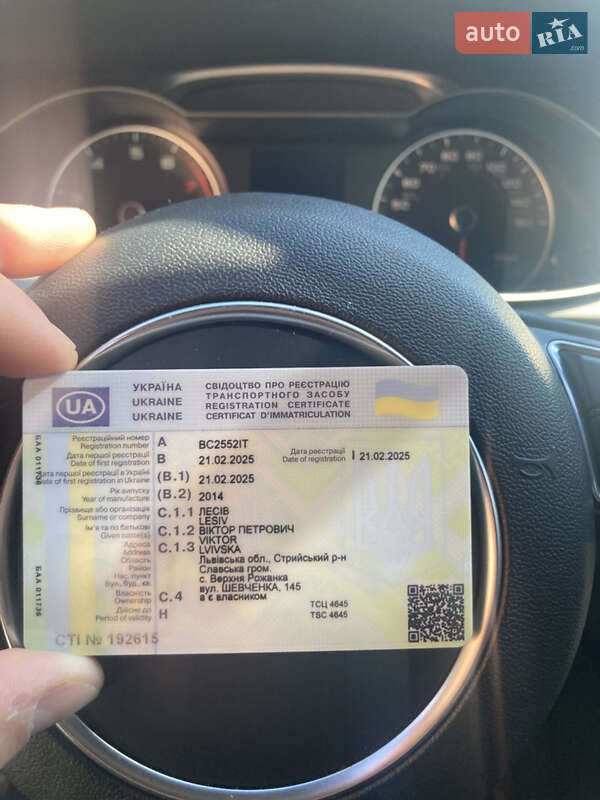 auto RIA .com
УКРАЇНА
UKRAINE
UKRAINE
UA
СВІДОЦТВО ПРО РЕЄСТРАЦІЮ
ТРАНСПОРТНОГО ЗАСОБУ
REGISTRATION CERTIFICATE
CERTIFICAT D'IMMATRICULATION
Реєстраційний номер
Registration number
A BC2552IT
Дата першої реєстрації
Date of first registration
B 21.02.2025
Дата реєстрації
Date of registration
I 21.02.2025
Дата першої реєстрації в Україні
Date of first registration in Ukraine
(B.1) 21.02.2025
Рік випуску
Year of manufacture
(B.2) 2014
Прізвище або організація
Surname or company
C.1.1 ЛЕСІВ
LESIV
Ім'я та по батькові
Given name(s)
C.1.2 ВІКТОР ПЕТРОВИЧ
VIKTOR
Адреса
Address
C.1.3 LVIVSKA
Область
Львівська обл., Стрийський р-н
Район
Славська гром.
Нас. пункт
с. Верхня Рожанка
Вул., буд., кв.
вул. ШЕВЧЕНКА, 145
Власність
Ownership
C.4 а є власником
Дійсне до
Period of validity
H
ТСЦ 4645
TSC 4645
СТІ № 192615
БАА 011736